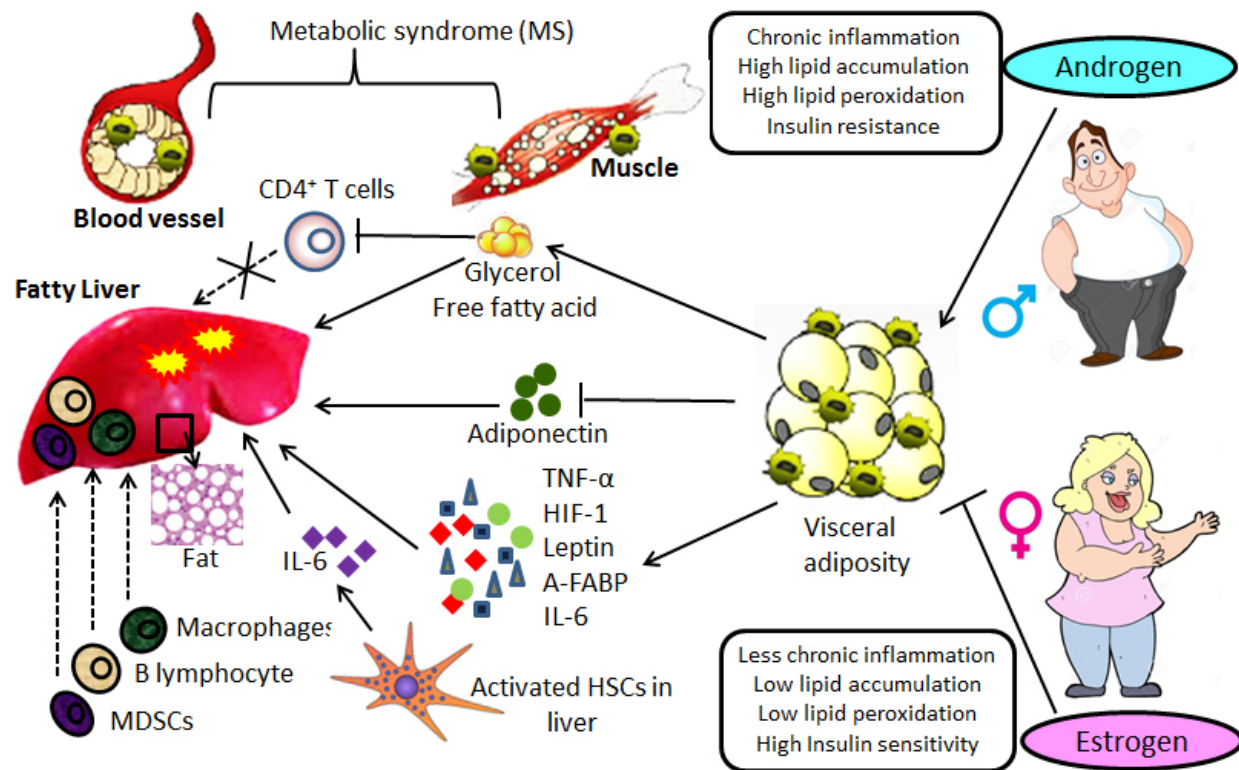 Metabolic syndrome (MS)
Chronic inflammation
High lipid accumulation
High lipid peroxidation
Insulin resistance
Androgen
Muscle
CD4⁺ T cells
Blood vessel
Glycerol
Free fatty acid
Fatty Liver
Adiponectin
TNF-α
HIF-1
Leptin
A-FABP
IL-6
Visceral
adiposity
Fat
IL-6
Macrophages
B lymphocyte
MDSCs
Activated HSCs in
liver
Less chronic inflammation
Low lipid accumulation
Low lipid peroxidation
High Insulin sensitivity
Estrogen